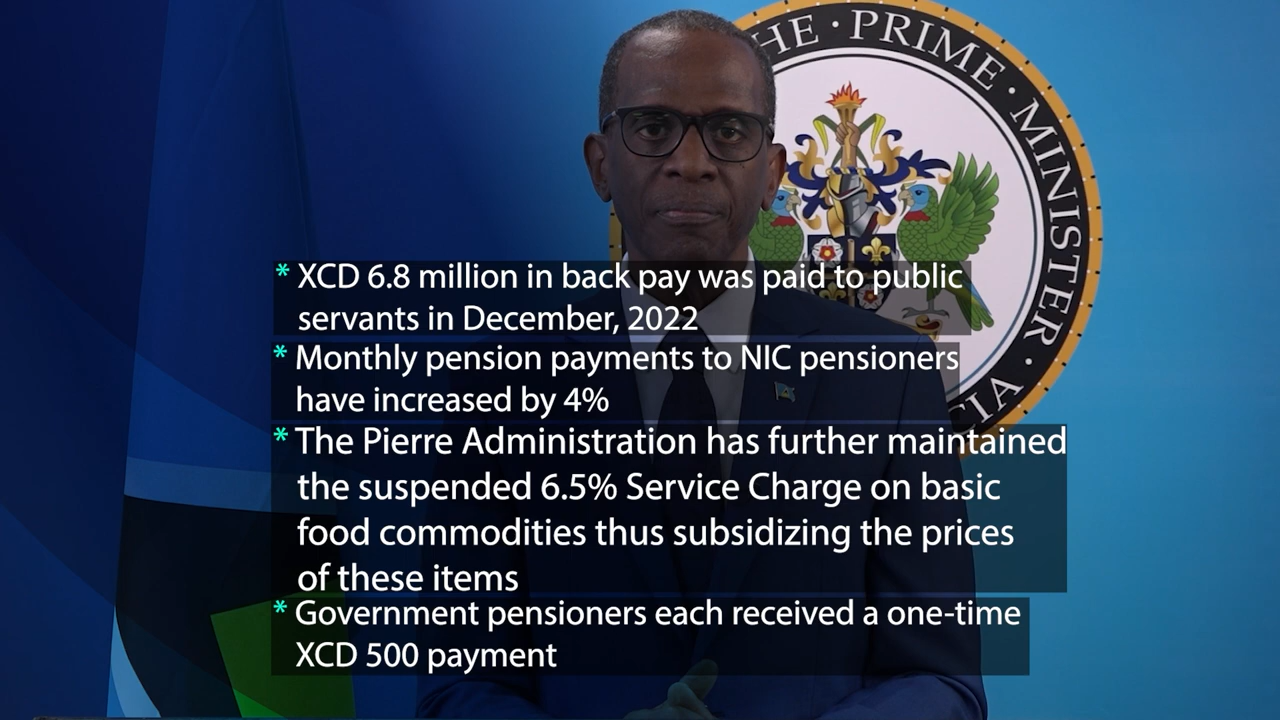 HE · PRIME · MINISTER ·
CIA
* XCD 6.8 million in back pay was paid to public
servants in December, 2022
* Monthly pension payments to NIC pensioners
have increased by 4%
* The Pierre Administration has further maintained
the suspended 6.5% Service Charge on basic
food commodities thus subsidizing the prices
of these items
* Government pensioners each received a one-time
XCD 500 payment